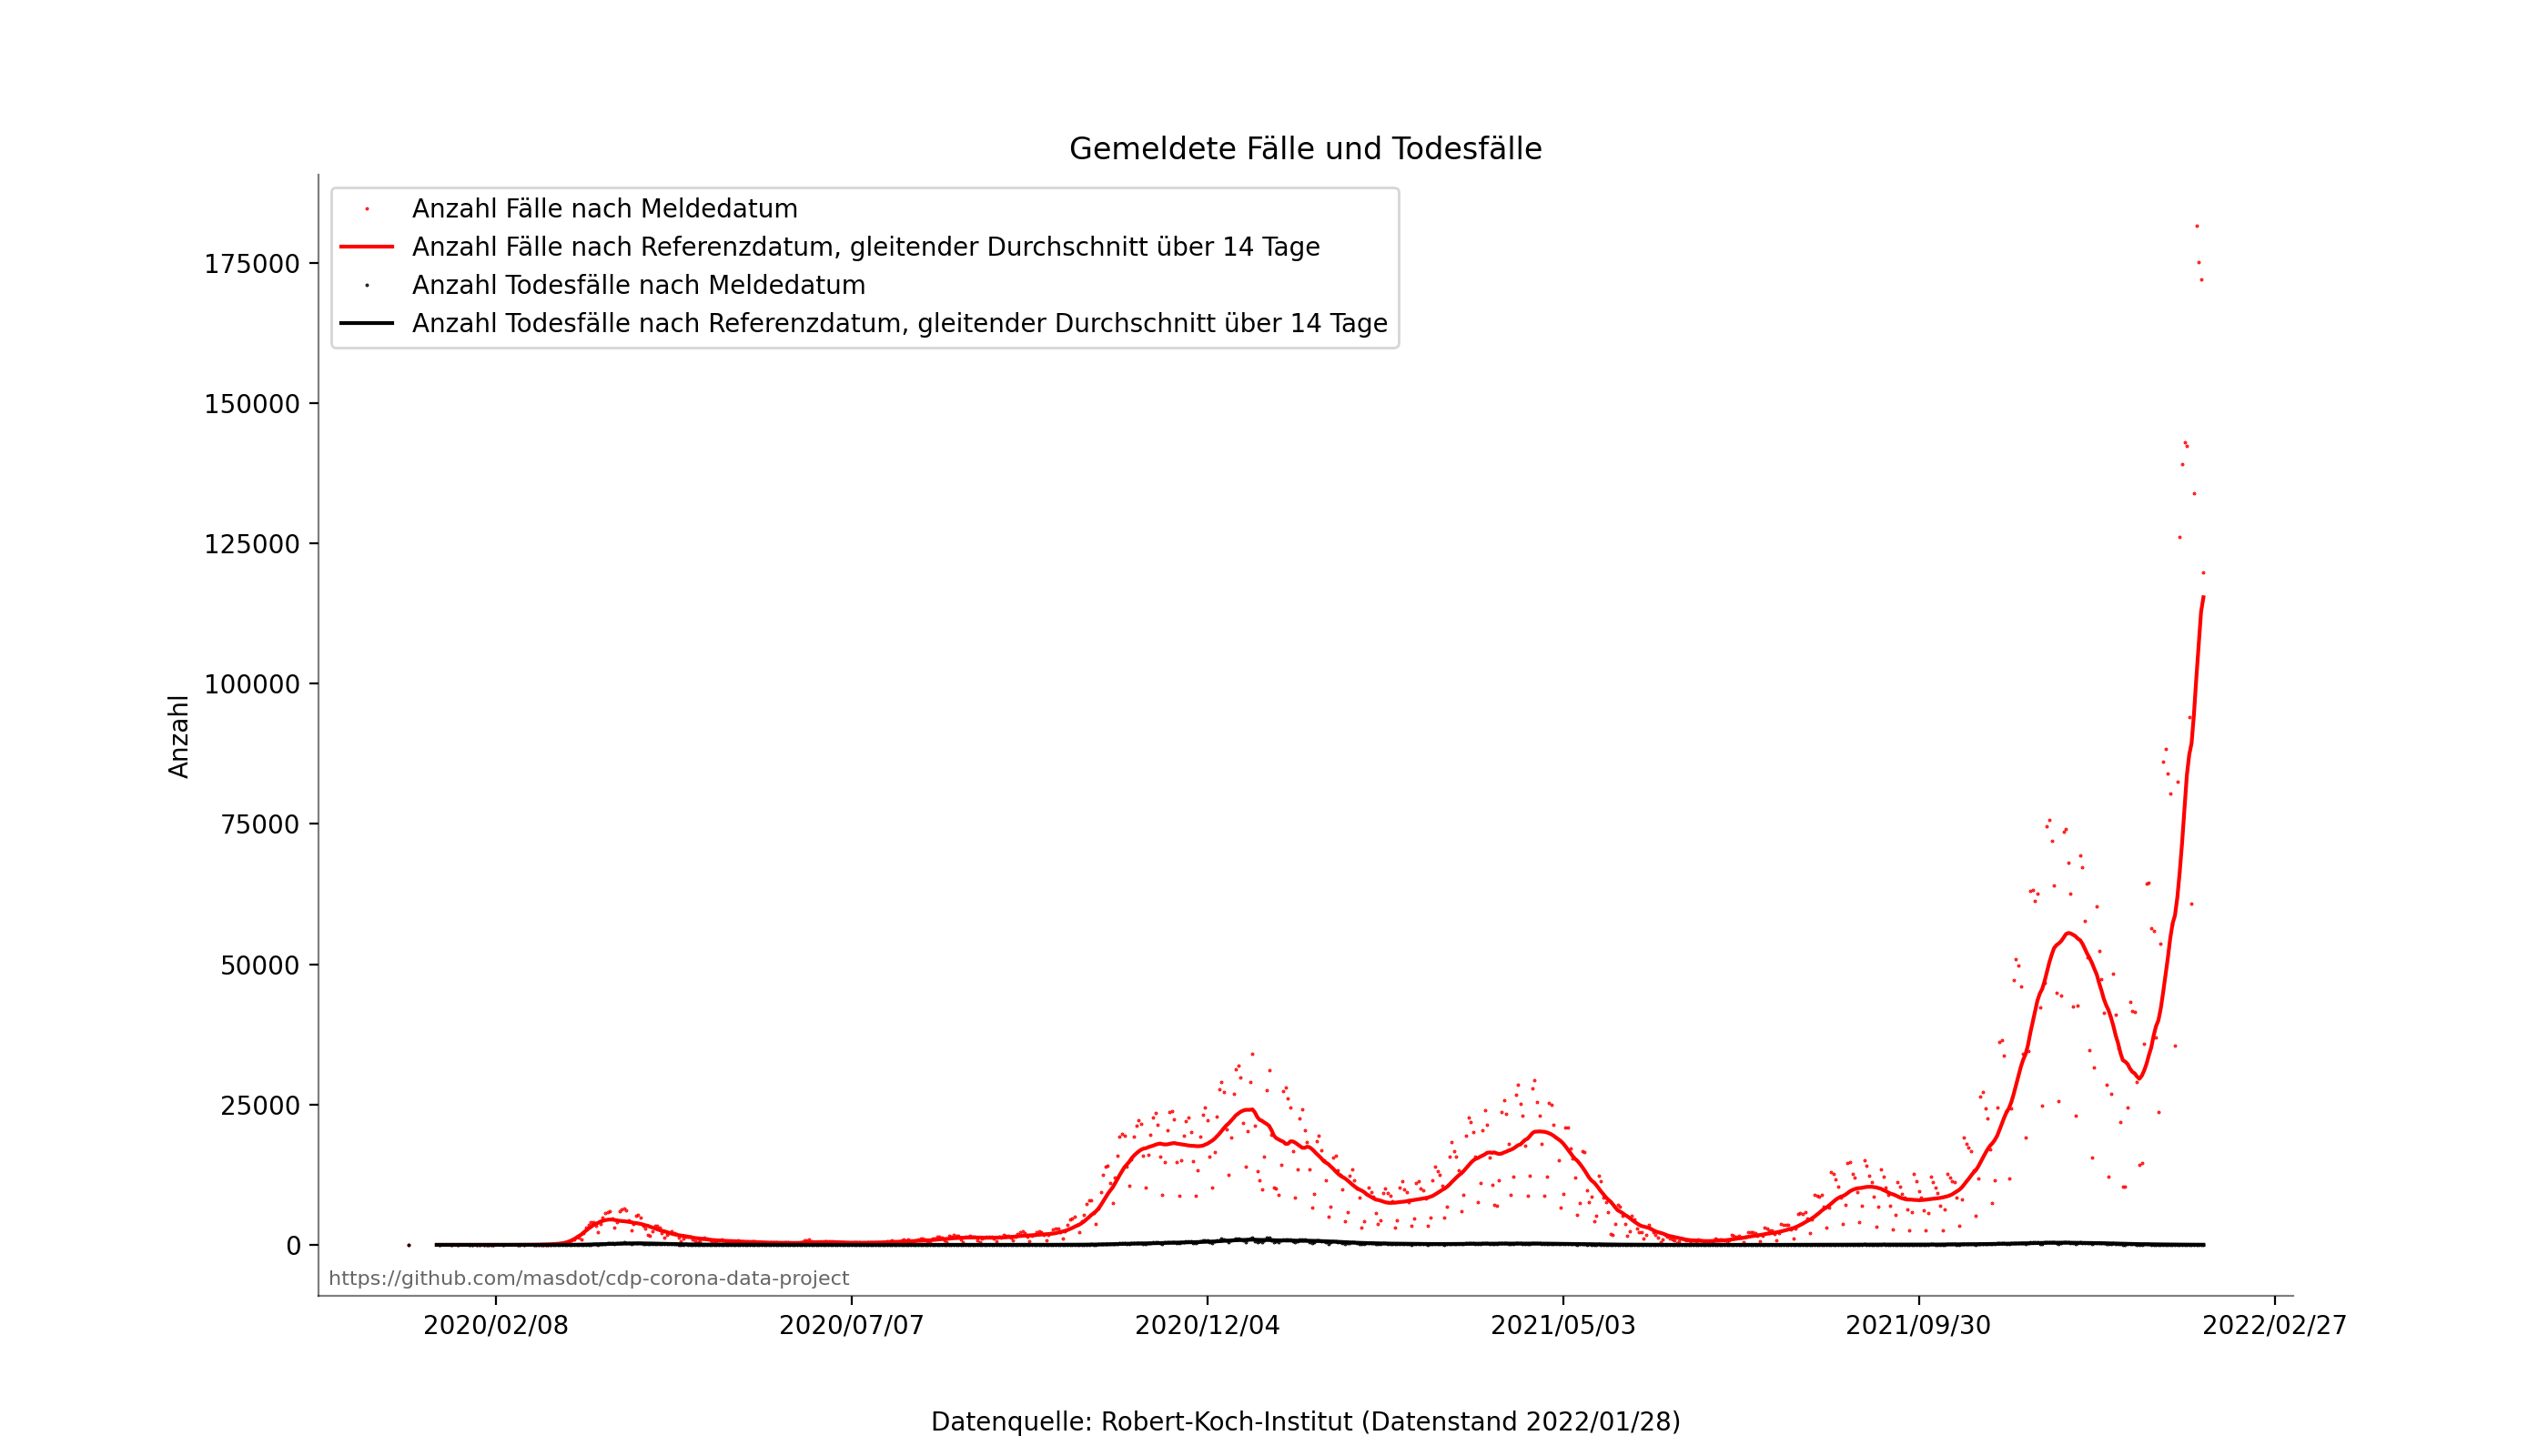 Gemeldete Fälle und Todesfälle
Anzahl Fälle nach Meldedatum
Anzahl Fälle nach Referenzdatum, gleitender Durchschnitt über 14 Tage
Anzahl Todesfälle nach Meldedatum
Anzahl Todesfälle nach Referenzdatum, gleitender Durchschnitt über 14 Tage
175000
150000
125000
100000
75000
50000
25000
0
Anzahl
https://github.com/masdot/cdp-corona-data-project
2020/02/08
2020/07/07
2020/12/04
2021/05/03
2021/09/30
2022/02/27
Datenquelle: Robert-Koch-Institut (Datenstand 2022/01/28)